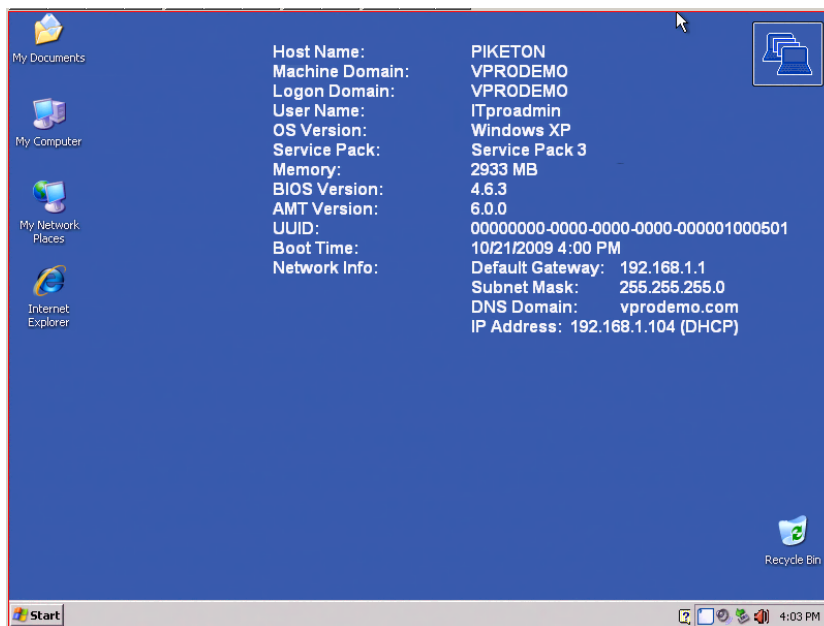 My Documents
My Computer
My Network
Places
Internet
Explorer
Host Name: PIKETON
Machine Domain: VPRODEMO
Logon Domain: VPRODEMO
User Name: ITproadmin
OS Version: Windows XP
Service Pack: Service Pack 3
Memory: 2933 MB
BIOS Version: 4.6.3
AMT Version: 6.0.0
UUID: 00000000-0000-0000-0000-000001000501
Boot Time: 10/21/2009 4:00 PM
Network Info: Default Gateway: 192.168.1.1
Subnet Mask: 255.255.255.0
DNS Domain: vprodemo.com
IP Address: 192.168.1.104 (DHCP)
Recycle Bin
Start
4:03 PM